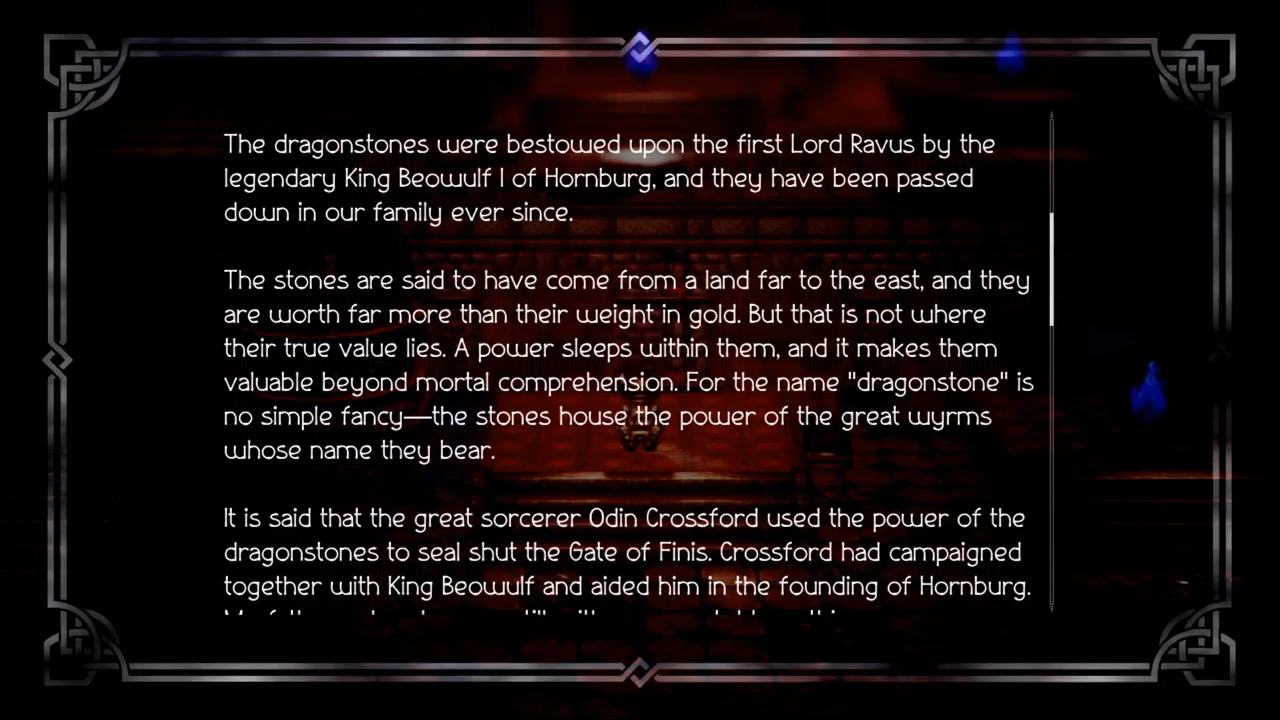 The dragonstones were bestowed upon the first Lord Ravus by the
legendary King Beowulf I of Hornburg, and they have been passed
down in our family ever since.
The stones are said to have come from a land far to the east, and they
are worth far more than their weight in gold. But that is not where
their true value lies. A power sleeps within them, and it makes them
valuable beyond mortal comprehension. For the name "dragonstone" is
no simple fancy—the stones house the power of the great wyrms
whose name they bear.
It is said that the great sorcerer Odin Crossford used the power of the
dragonstones to seal shut the Gate of Finis. Crossford had campaigned
together with King Beowulf and aided him in the founding of Hornburg.